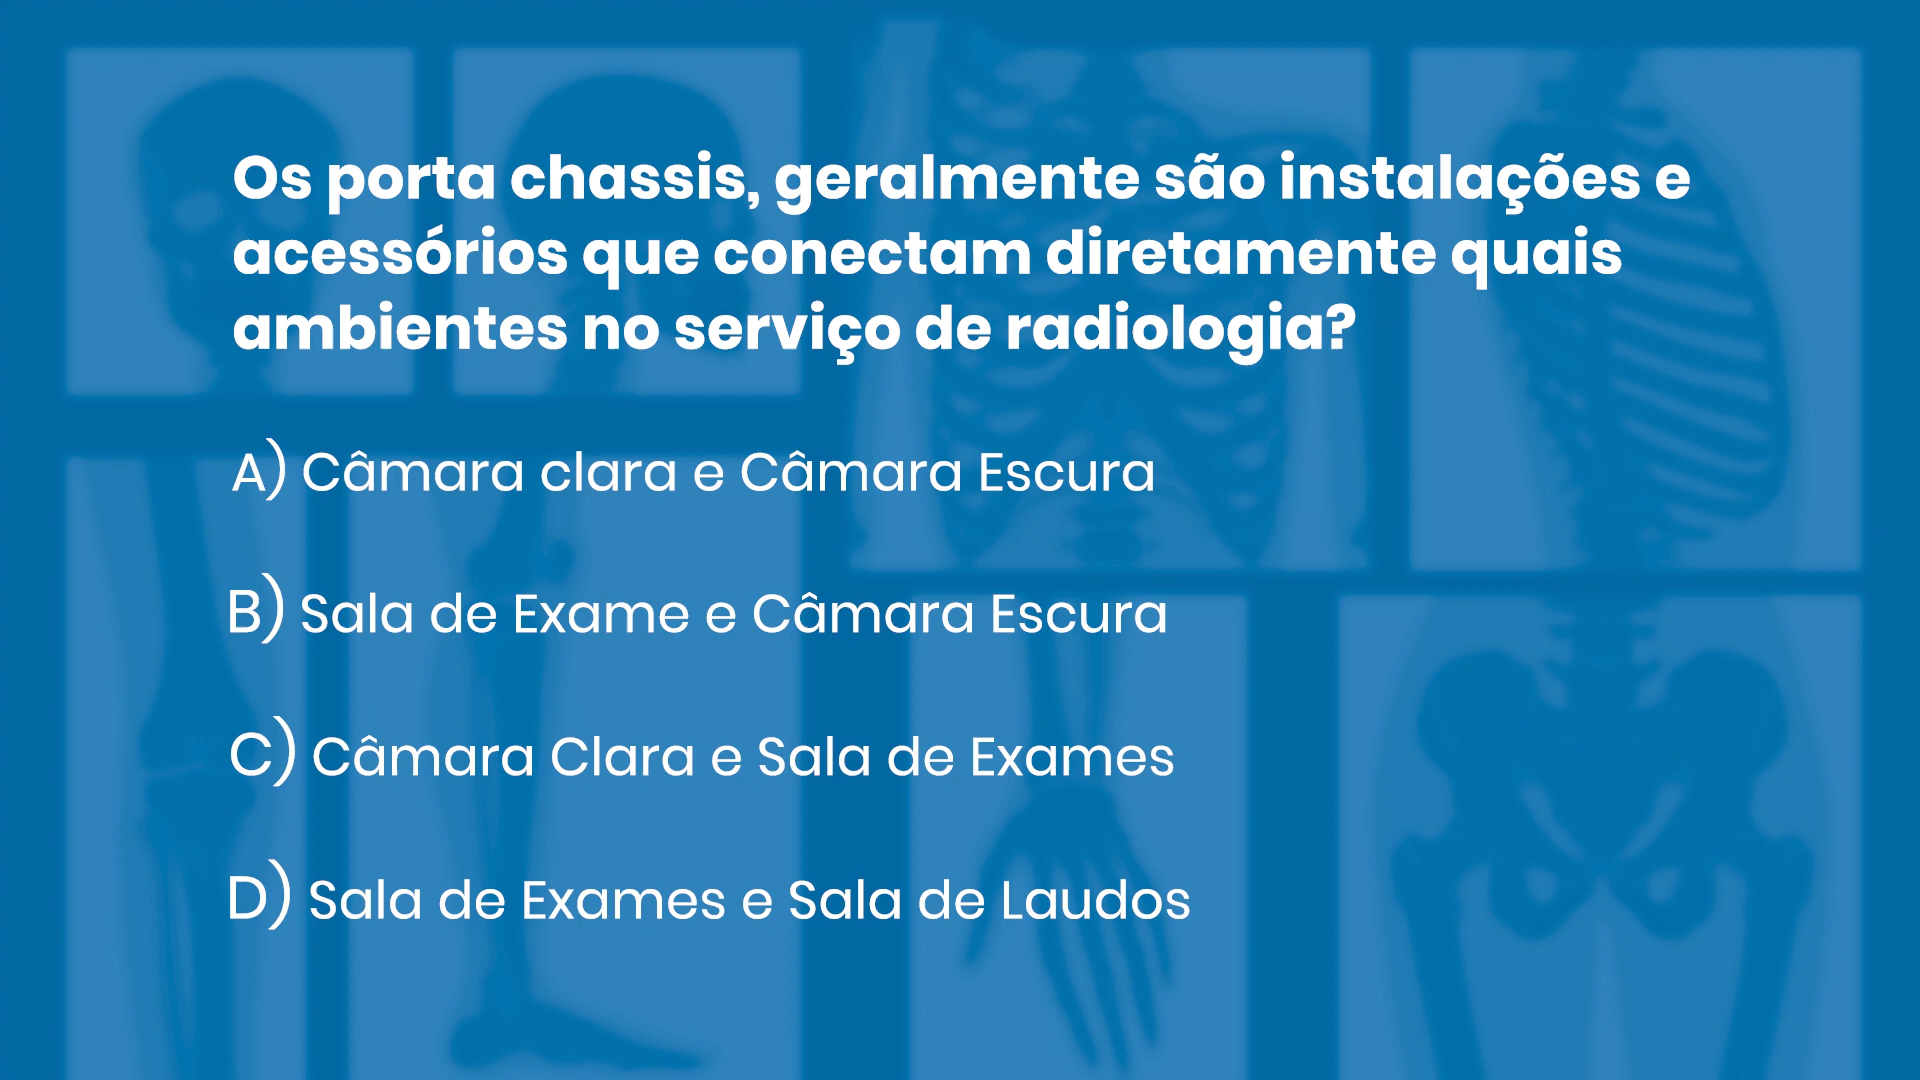 Os porta chassis, geralmente são instalações e
acessórios que conectam diretamente quais
ambientes no serviço de radiologia?
A) Câmara clara e Câmara Escura
B) Sala de Exame e Câmara Escura
C) Câmara Clara e Sala de Exames
D) Sala de Exames e Sala de Laudos